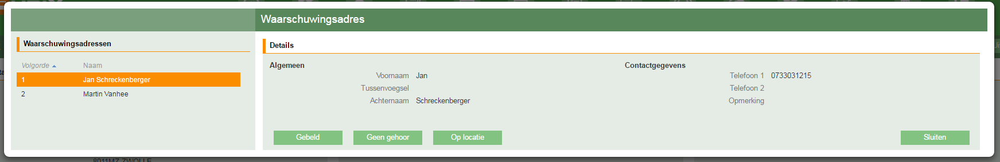 Waarschuwingsadres
Waarschuwingsadressen
Volgorde Naam
1 Jan Schreckenberger
2 Martin Vanhee
Details
Algemeen
Voornaam Jan
Tussenvoegsel
Achternaam Schreckenberger
Contactgegevens
Telefoon 1 0733031215
Telefoon 2
Opmerking
Gebeld Geen gehoor Op locatie Sluiten
8011MZ ZWOLLE